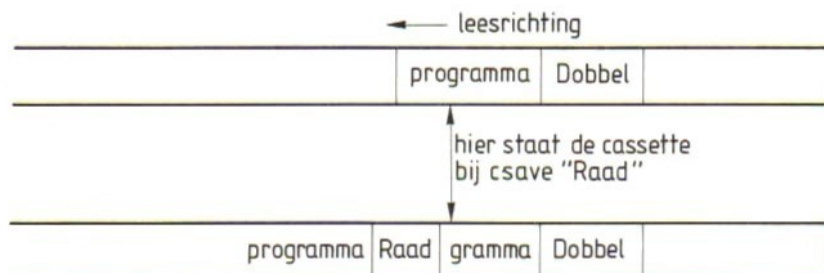 leesrichting
programma Dobbel
hier staat de cassette
bij csave "Raad"
programma Raad gramma Dobbel